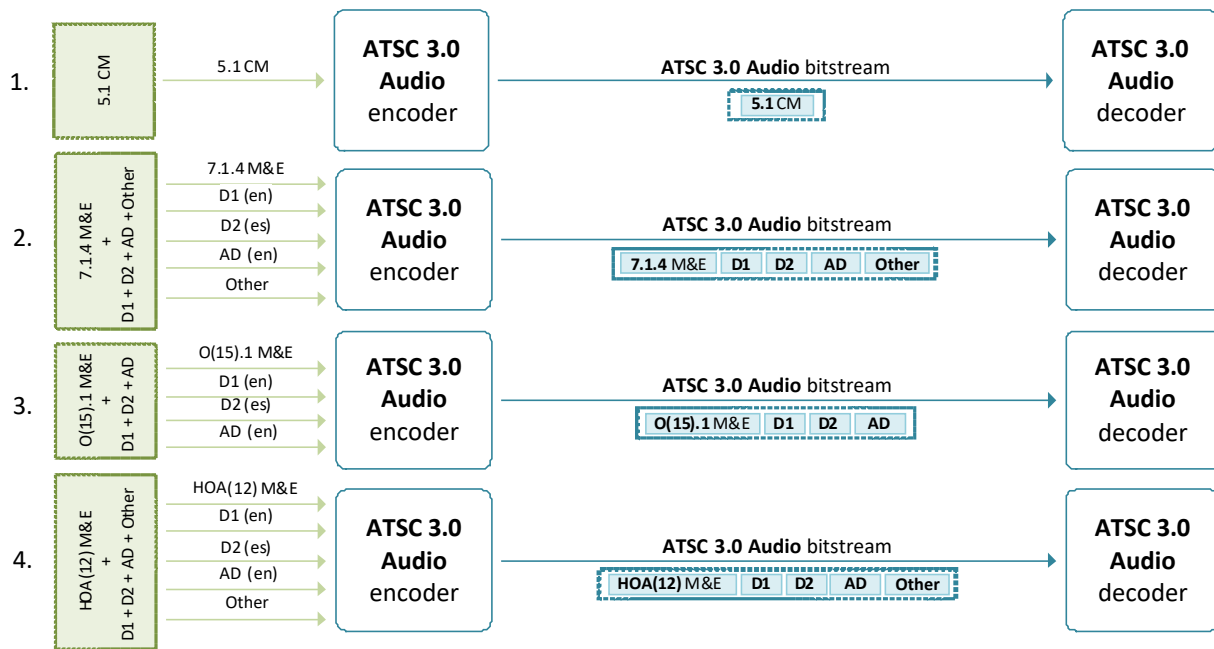 1.
5.1 CM
5.1 CM
ATSC 3.0
Audio
encoder
ATSC 3.0 Audio bitstream
5.1 CM
ATSC 3.0
Audio
decoder
2.
7.1.4 M&E
+
D1 + D2 + AD + Other
7.1.4 M&E
D1 (en)
D2 (es)
AD (en)
Other
ATSC 3.0
Audio
encoder
ATSC 3.0 Audio bitstream
7.1.4 M&E D1 D2 AD Other
ATSC 3.0
Audio
decoder
3.
O(15).1 M&E
+
D1 + D2 + AD
O(15).1 M&E
D1 (en)
D2 (es)
AD (en)
ATSC 3.0
Audio
encoder
ATSC 3.0 Audio bitstream
O(15).1 M&E D1 D2 AD
ATSC 3.0
Audio
decoder
4.
HOA(12) M&E
+
D1 + D2 + AD + Other
HOA(12) M&E
D1 (en)
D2 (es)
AD (en)
Other
ATSC 3.0
Audio
encoder
ATSC 3.0 Audio bitstream
HOA(12) M&E D1 D2 AD Other
ATSC 3.0
Audio
decoder